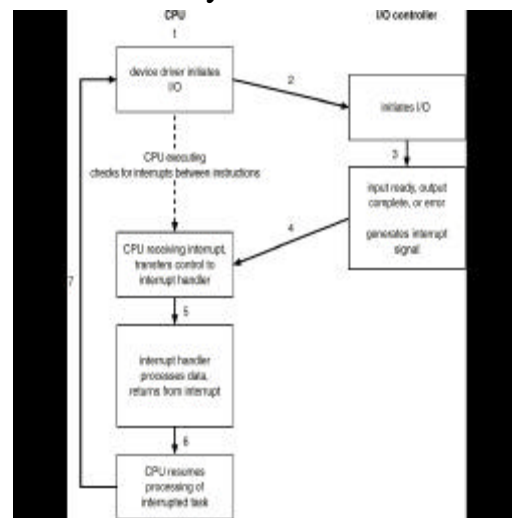 CPU
I/O controller
1
device driver initiates
I/O
2
initiates I/O
CPU executing
checks for interrupts between instructions
3
input ready, output
complete, or error
generates interrupt
signal
4
CPU receiving interrupt,
transfers control to
interrupt handler
7
5
interrupt handler
processes data,
returns from interrupt
6
CPU resumes
processing of
interrupted task